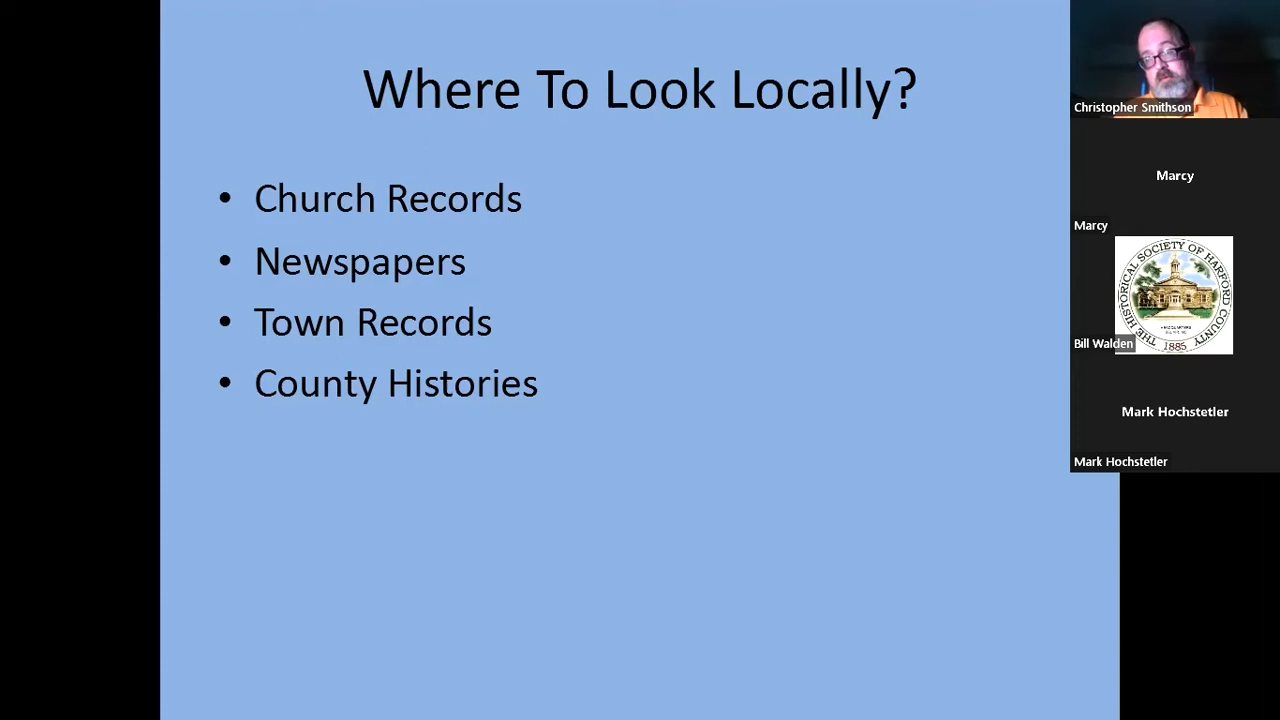 Where To Look Locally?
• Church Records
• Newspapers
• Town Records
• County Histories
Christopher Smithson
Marcy
Marcy
THE HISTORICAL SOCIETY OF HARFORD COUNTY
HEADQUARTERS
1885
Bill Walden
Mark Hochstetler
Mark Hochstetler